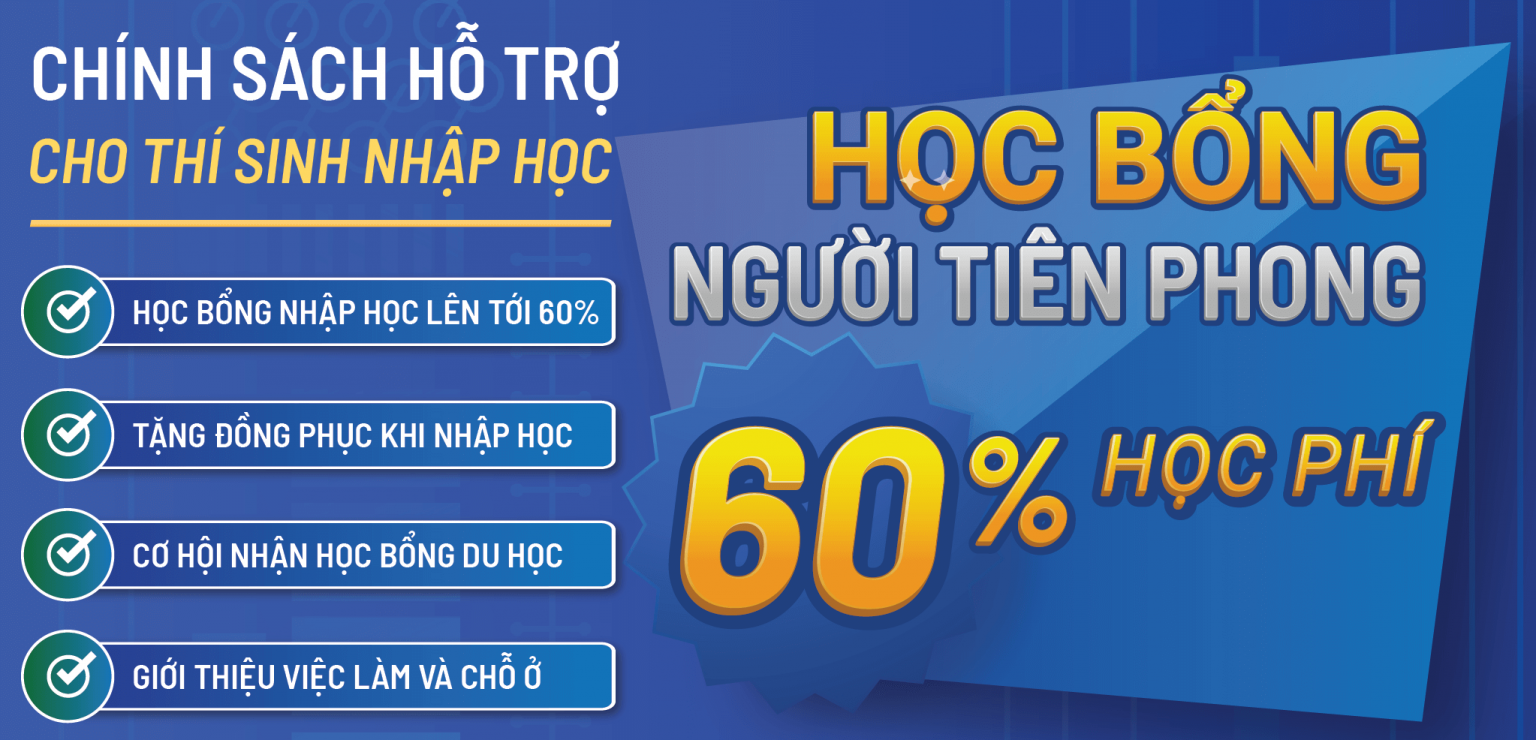 CHÍNH SÁCH HỖ TRỢ
CHO THÍ SINH NHẬP HỌC
HỌC BỔNG NHẬP HỌC LÊN TỚI 60%
TẶNG ĐỒNG PHỤC KHI NHẬP HỌC
CƠ HỘI NHẬN HỌC BỔNG DU HỌC
GIỚI THIỆU VIỆC LÀM VÀ CHỖ Ở
HỌC BỔNG
NGƯỜI TIÊN PHONG
60% HỌC PHÍ